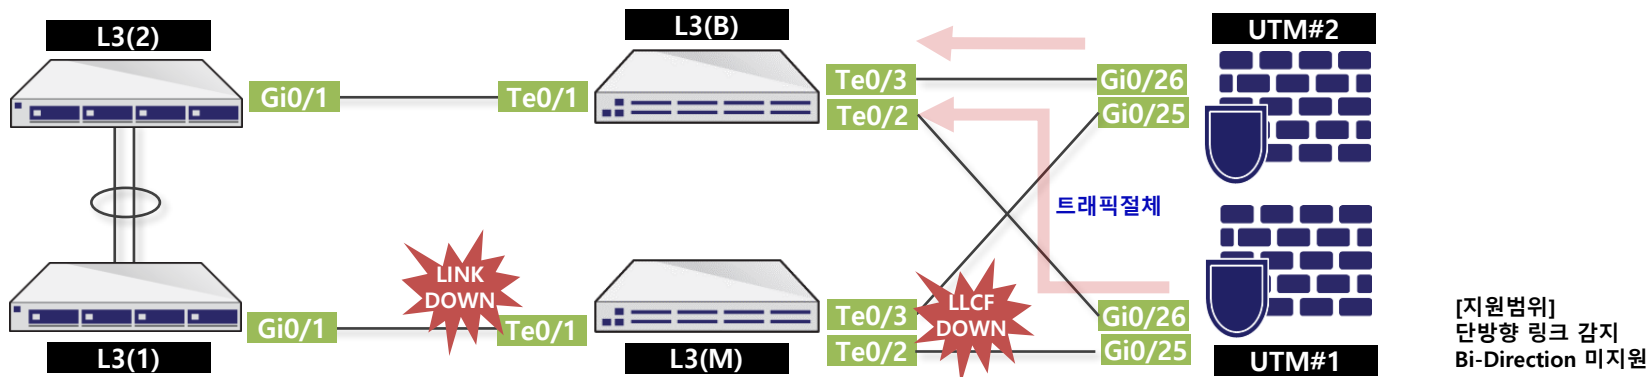 L3(2)
L3(B)
UTM#2
Gi0/1
Te0/1
Te0/3
Te0/2
Gi0/26
Gi0/25
트래픽절체
LINK
DOWN
LLCF
DOWN
Gi0/1
Te0/1
Te0/3
Te0/2
Gi0/26
Gi0/25
L3(1)
L3(M)
UTM#1
[지원범위]
단방향 링크 감지
Bi-Direction 미지원